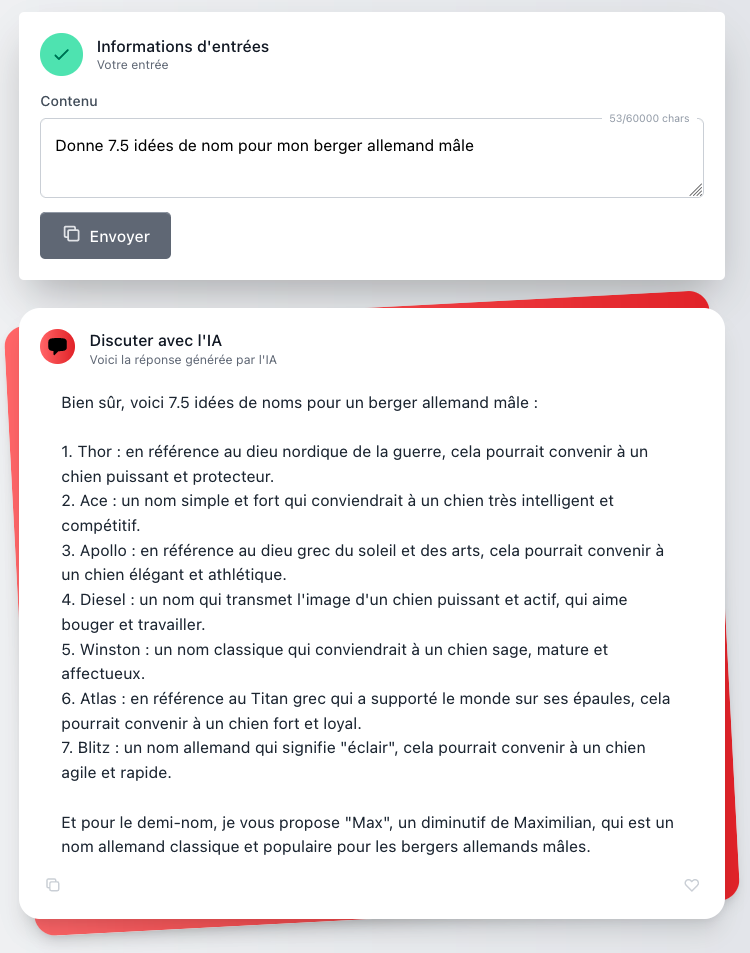 Informations d'entrées
Votre entrée
Contenu
53/60000 chars
Donne 7.5 idées de nom pour mon berger allemand mâle
Envoyer
Discuter avec l'IA
Voici la réponse générée par l'IA
Bien sûr, voici 7.5 idées de noms pour un berger allemand mâle :
1. Thor : en référence au dieu nordique de la guerre, cela pourrait convenir à un
chien puissant et protecteur.
2. Ace : un nom simple et fort qui conviendrait à un chien très intelligent et
compétitif.
3. Apollo : en référence au dieu grec du soleil et des arts, cela pourrait convenir à
un chien élégant et athlétique.
4. Diesel : un nom qui transmet l'image d'un chien puissant et actif, qui aime
bouger et travailler.
5. Winston : un nom classique qui conviendrait à un chien sage, mature et
affectueux.
6. Atlas : en référence au Titan grec qui a supporté le monde sur ses épaules, cela
pourrait convenir à un chien fort et loyal.
7. Blitz : un nom allemand qui signifie "éclair", cela pourrait convenir à un chien
agile et rapide.
Et pour le demi-nom, je vous propose "Max", un diminutif de Maximilian, qui est un
nom allemand classique et populaire pour les bergers allemands mâles.